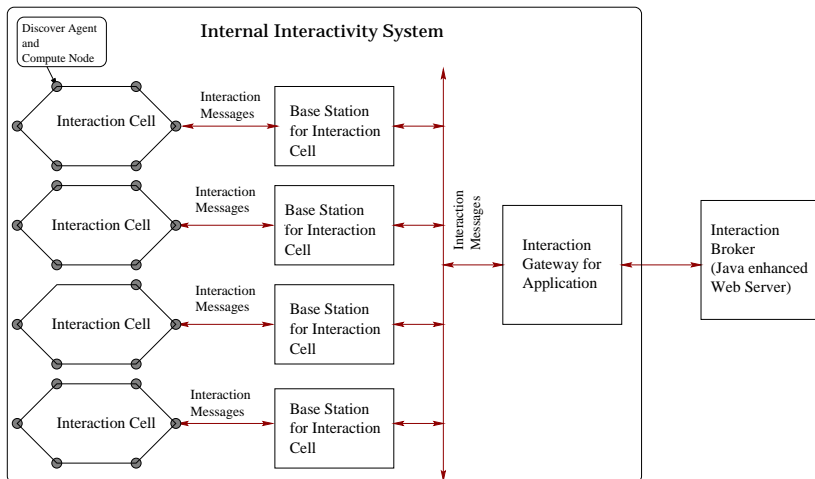 Discover Agent
and
Compute Node
Internal Interactivity System
Interaction Cell
Interaction
Messages
Base Station
for Interaction
Cell
Interaction Cell
Interaction
Messages
Base Station
for Interaction
Cell
Interaction Cell
Interaction
Messages
Base Station
for Interaction
Cell
Interaction Cell
Interaction
Messages
Base Station
for Interaction
Cell
Interaction
Messages
Interaction
Gateway for
Application
Interaction
Broker
(Java enhanced
Web Server)